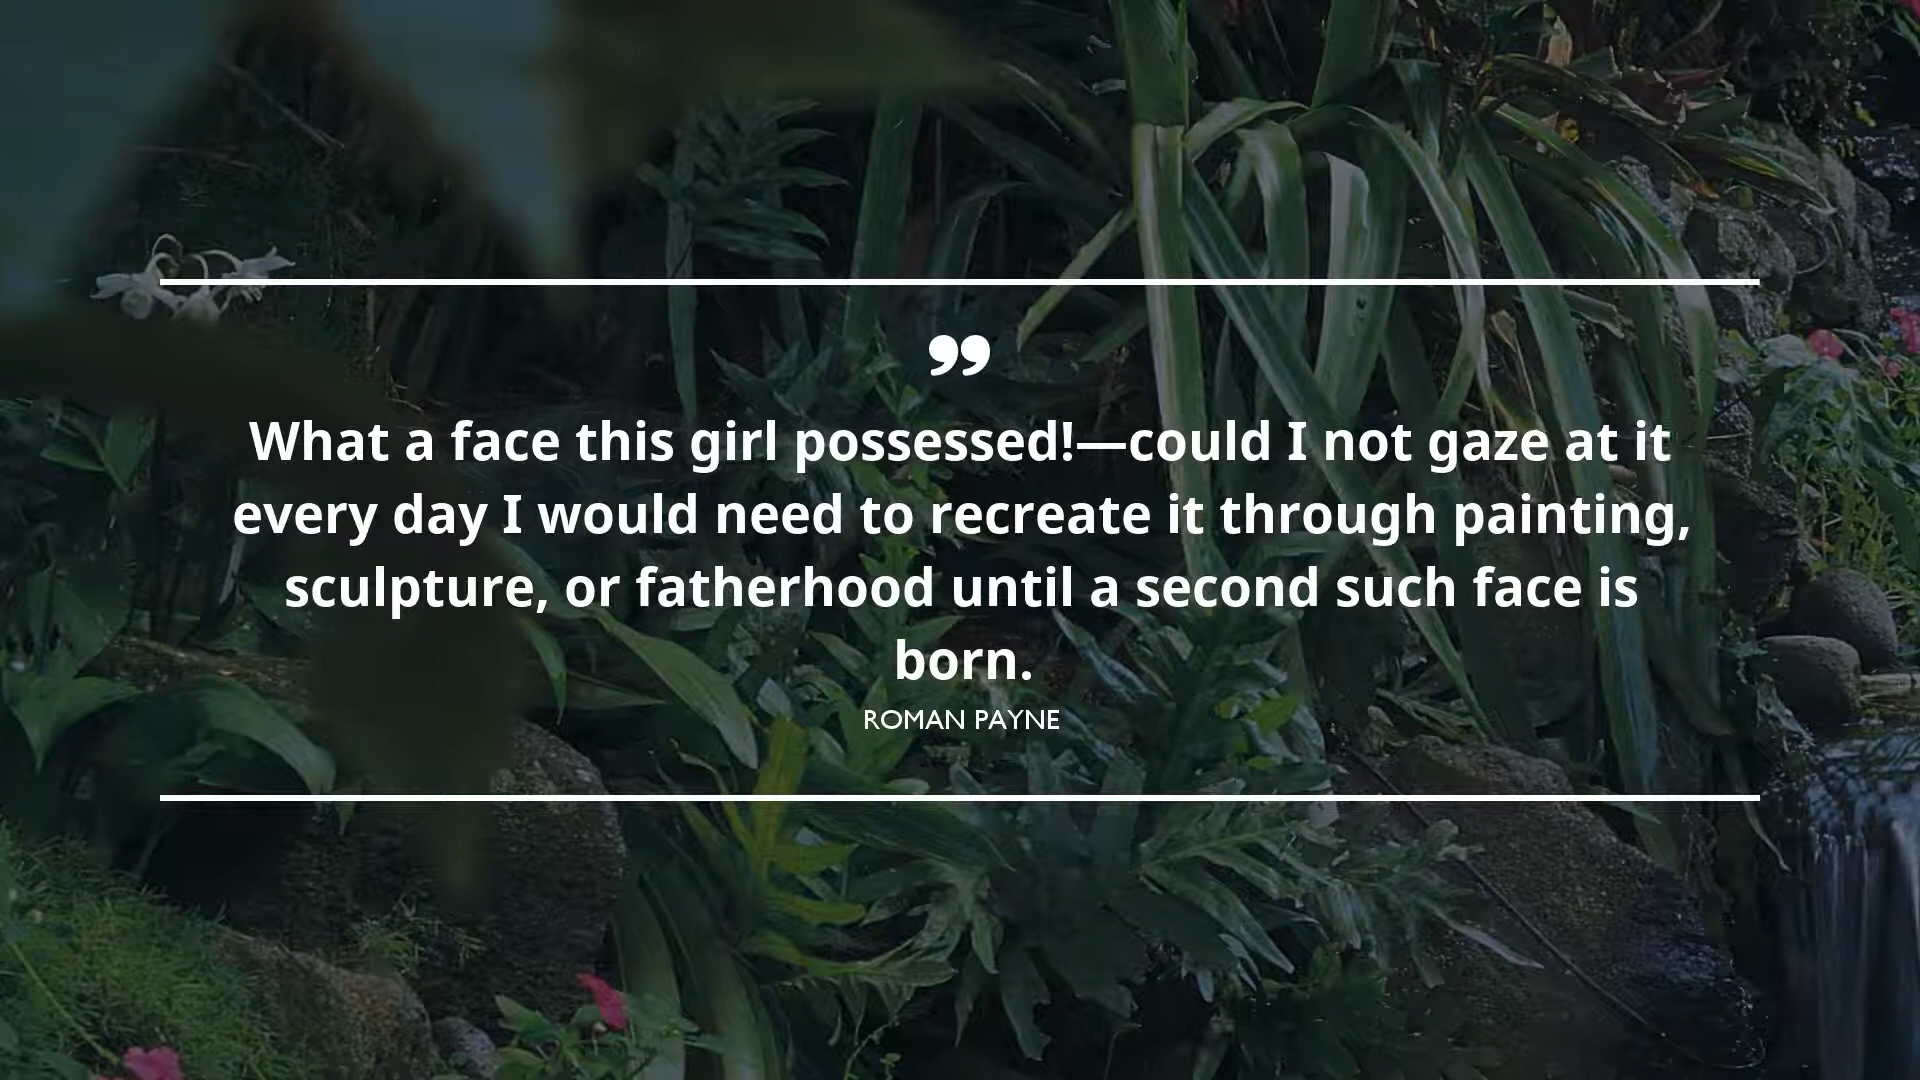 ”
What a face this girl possessed!—could I not gaze at it
every day I would need to recreate it through painting,
sculpture, or fatherhood until a second such face is
born.
ROMAN PAYNE